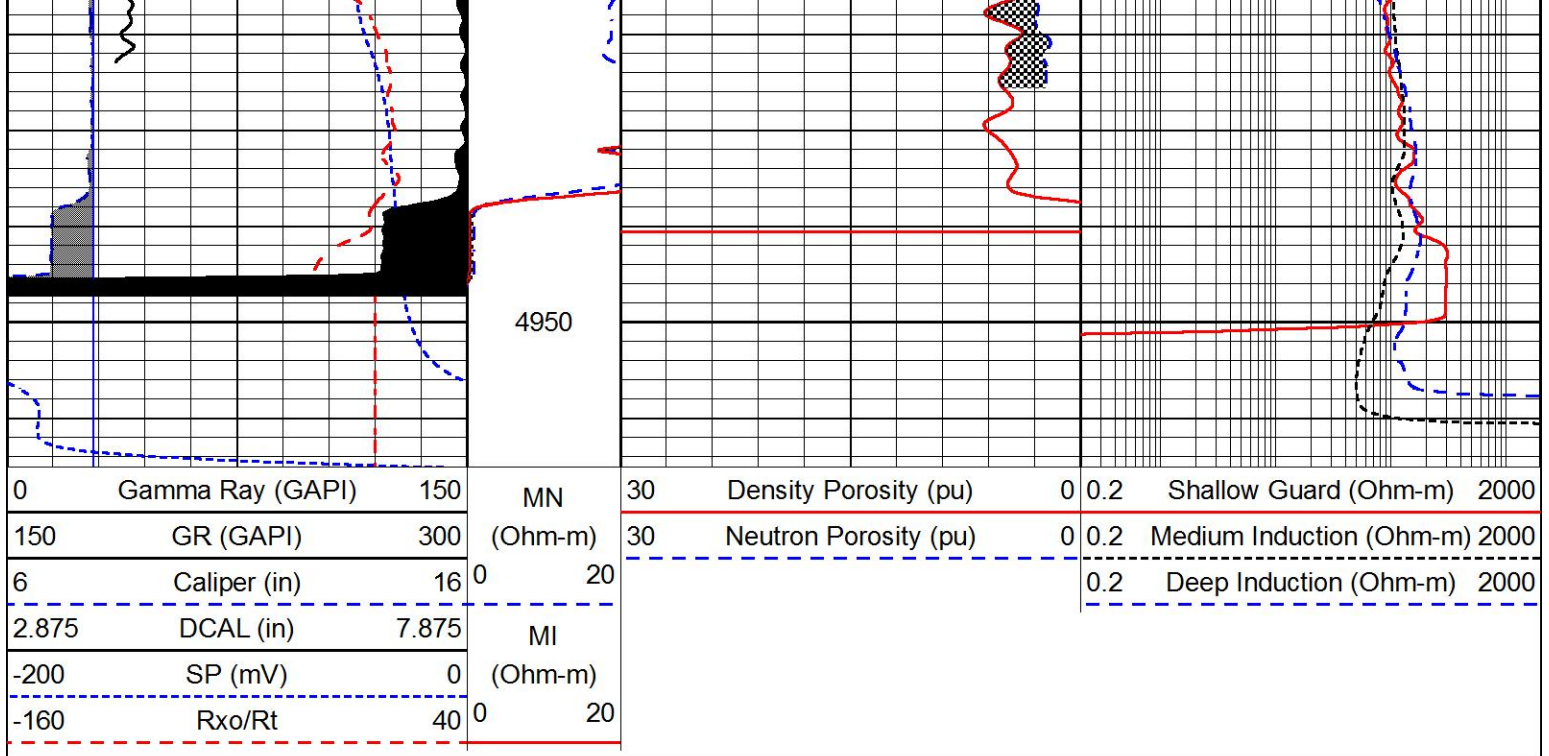 4950
0 Gamma Ray (GAPI) 150
150 GR (GAPI) 300
6 Caliper (in) 16
2.875 DCAL (in) 7.875
-200 SP (mV) 0
-160 Rxo/Rt 40
MN
(Ohm-m)
0 20
MI
(Ohm-m)
0 20
30 Density Porosity (pu) 0
30 Neutron Porosity (pu) 0
0.2 Shallow Guard (Ohm-m) 2000
0.2 Medium Induction (Ohm-m) 2000
0.2 Deep Induction (Ohm-m) 2000